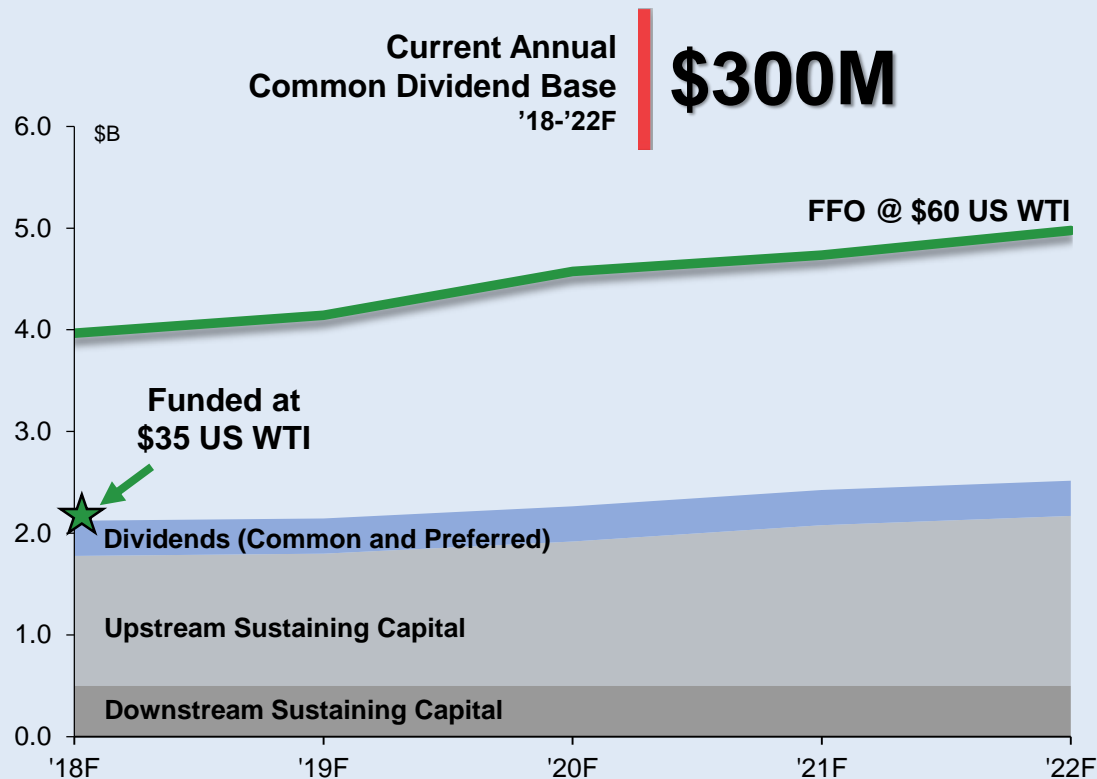 Current Annual
Common Dividend Base
’18-’22F
$300M
6.0
$B
5.0
4.0
3.0
2.0
1.0
0.0
FFO @ $60 US WTI
Funded at
$35 US WTI
Dividends (Common and Preferred)
Upstream Sustaining Capital
Downstream Sustaining Capital
'18F
'19F
'20F
'21F
'22F